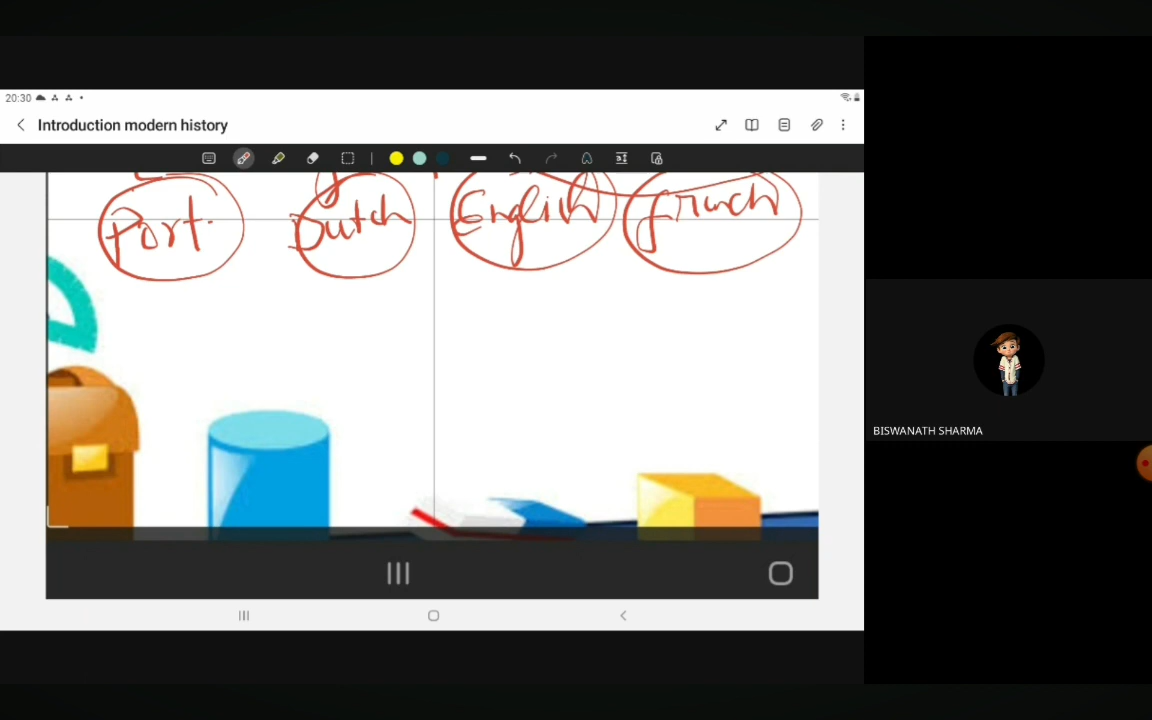 20:30
Introduction modern history
Port. Dutch English French
BISWANATH SHARMA